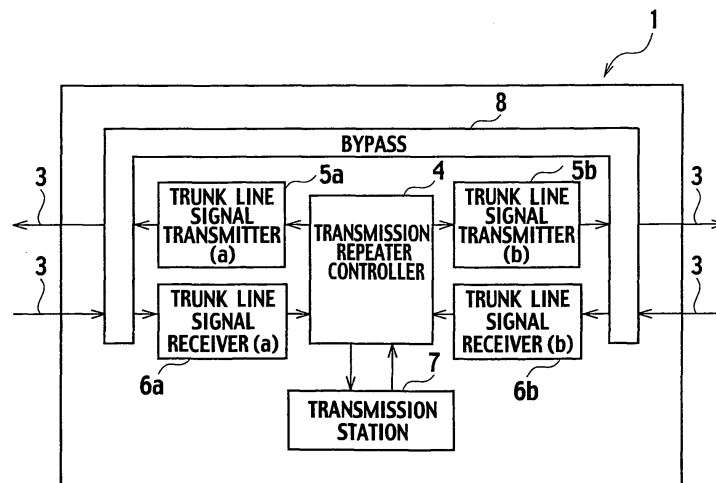 1
8
BYPASS
3
5a
4
5b
3
TRUNK LINE
SIGNAL
TRANSMITTER
(a)
TRANSMISSION
REPEATER
CONTROLLER
TRUNK LINE
SIGNAL
TRANSMITTER
(b)
3
3
TRUNK LINE
SIGNAL
RECEIVER (a)
TRUNK LINE
SIGNAL
RECEIVER (b)
6a
7
6b
TRANSMISSION
STATION